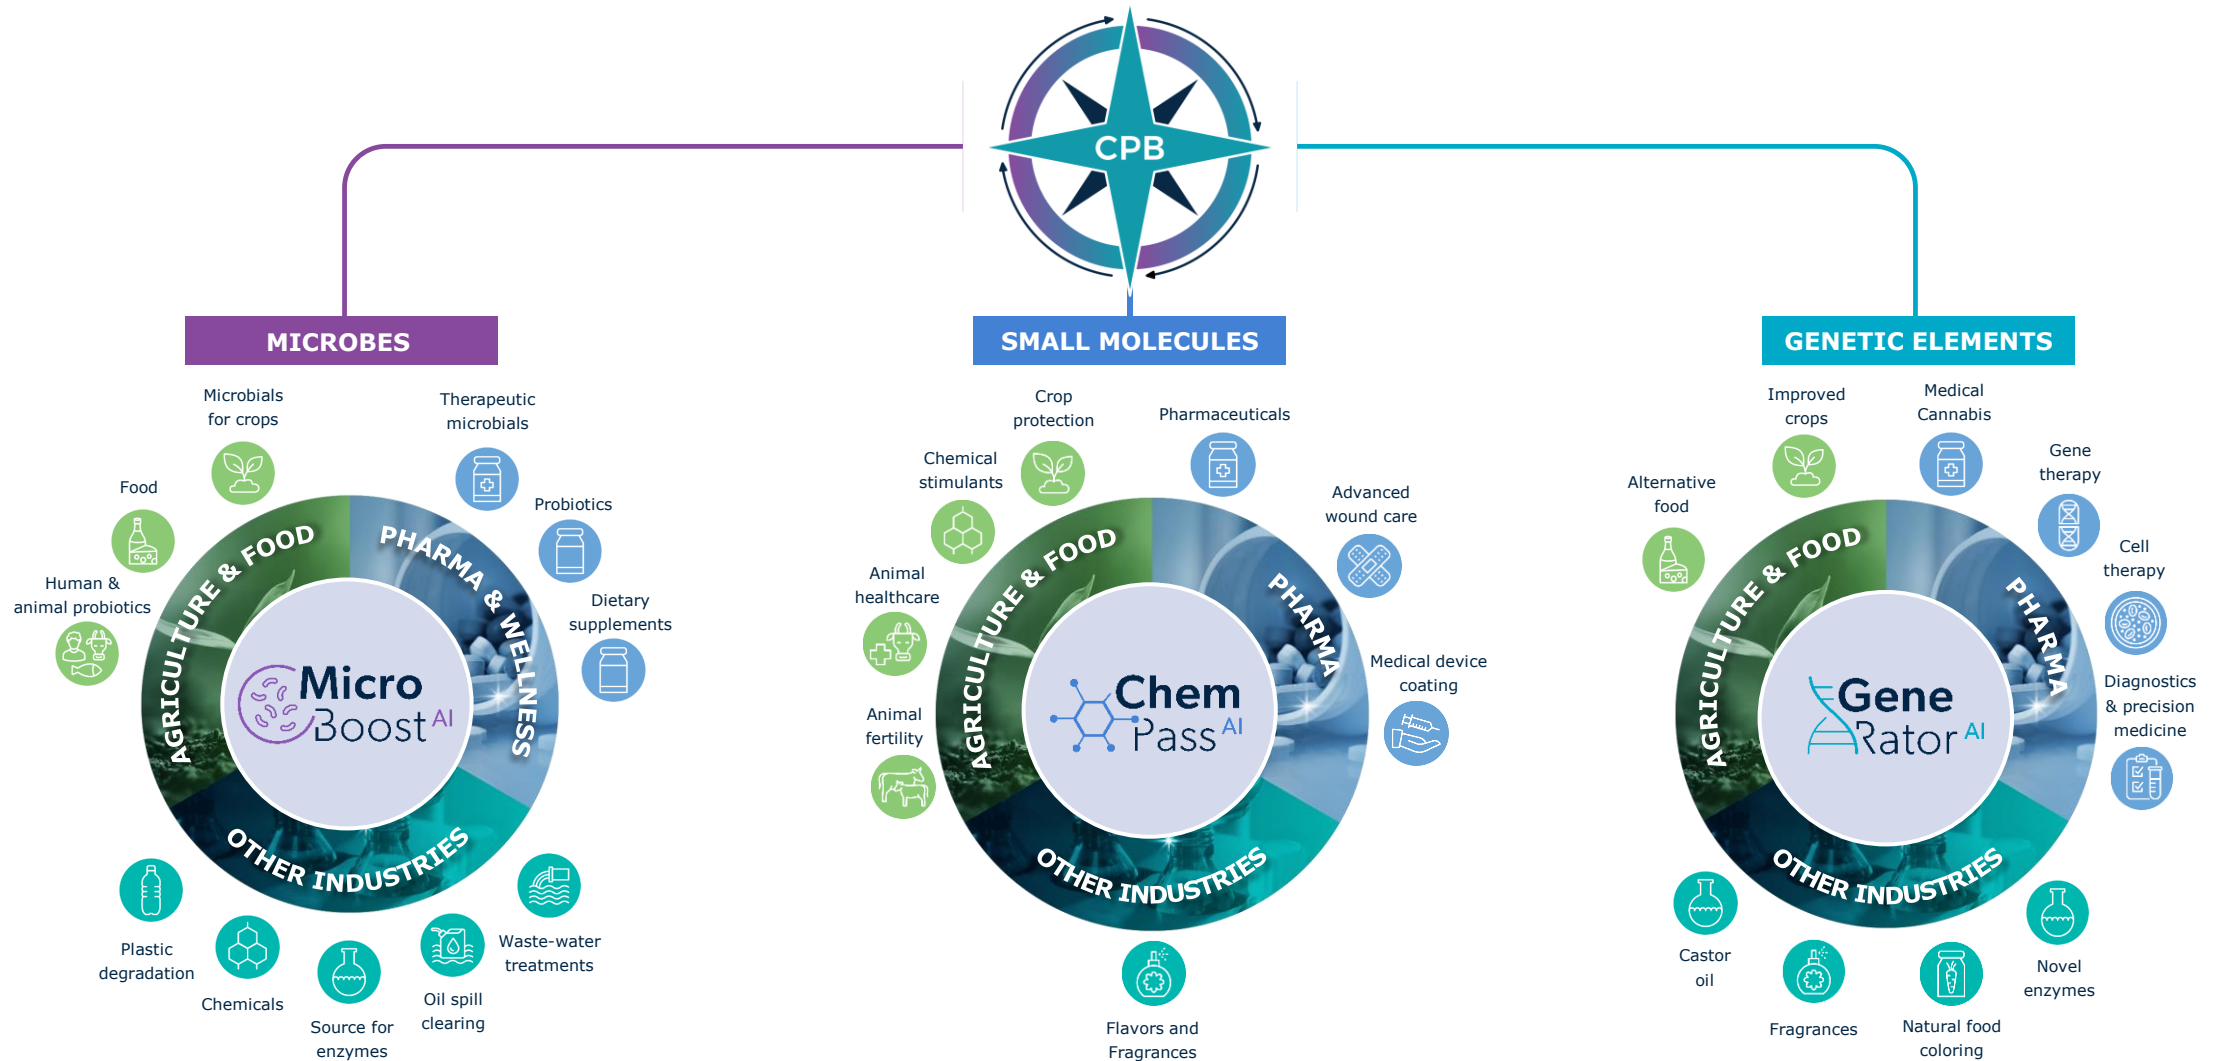 CPB
MICROBES
Microbials
for crops
Therapeutic
microbials
Food
Probiotics
Human &
animal probiotics
Dietary
supplements
AGRICULTURE & FOOD
PHARMA & WELLNESS
OTHER INDUSTRIES
Micro
Boost AI
Plastic
degradation
Chemicals
Source for
enzymes
Oil spill
clearing
Waste-water
treatments
SMALL MOLECULES
Crop
protection
Pharmaceuticals
Chemical
stimulants
Advanced
wound care
Animal
healthcare
Medical device
coating
Animal
fertility
AGRICULTURE & FOOD
PHARMA
OTHER INDUSTRIES
Chem
Pass AI
Flavors and
Fragrances
GENETIC ELEMENTS
Improved
crops
Medical
Cannabis
Alternative
food
Gene
therapy
Cell
therapy
Diagnostics
& precision
medicine
AGRICULTURE & FOOD
PHARMA
OTHER INDUSTRIES
Gene
Rator AI
Castor
oil
Fragrances
Natural food
coloring
Novel
enzymes